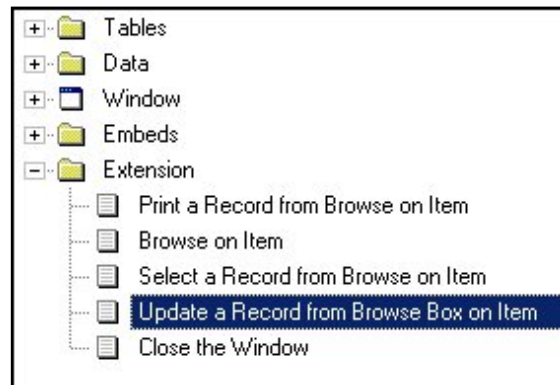 Tables
Data
Window
Embeds
Extension
Print a Record from Browse on Item
Browse on Item
Select a Record from Browse on Item
Update a Record from Browse Box on Item
Close the Window